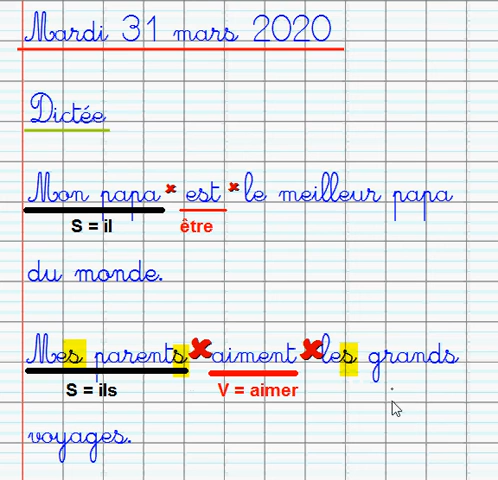 Mardi 31 mars 2020
Dictée
Mon papa est le meilleur papa
S = il être
du monde.
Mes parents aiment les grands
S = ils V = aimer
voyages.